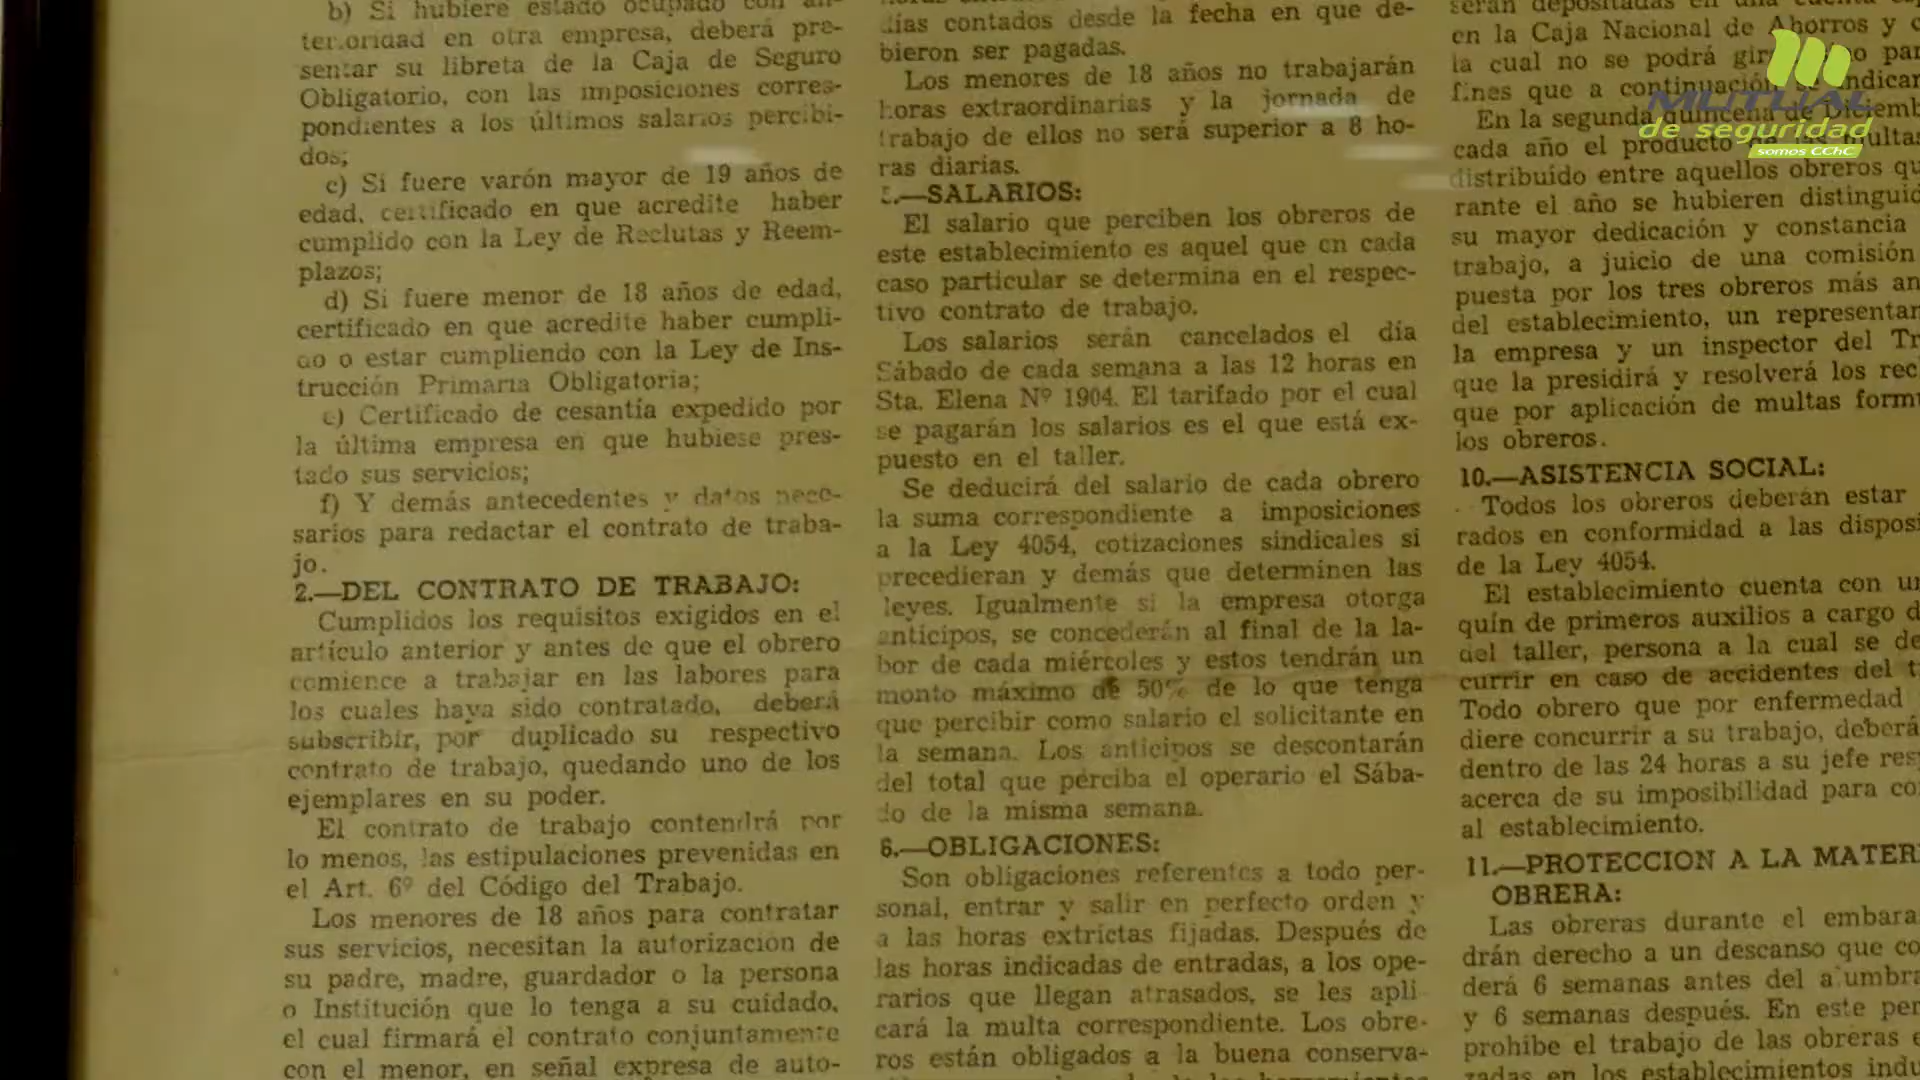 b) Si hubiere estado ocupado con an-
terioridad en otra empresa, deberá pre-
sentar su libreta de la Caja de Seguro
Obligatorio, con las imposiciones corres-
pondientes a los últimos salarios percibi-
dos;
c) Si fuere varón mayor de 19 años de
edad, certificado en que acredite haber
cumplido con la Ley de Reclutas y Reem-
plazos;
d) Si fuere menor de 18 años de edad,
certificado en que acredite haber cumpli-
do o estar cumpliendo con la Ley de Ins-
trucción Primaria Obligatoria;
e) Certificado de cesantía expedido por
la última empresa en que hubiese pres-
tado sus servicios;
f) Y demás antecedentes y datos nece-
sarios para redactar el contrato de traba-
jo.
2.—DEL CONTRATO DE TRABAJO:
Cumplidos los requisitos exigidos en el
artículo anterior y antes de que el obrero
comience a trabajar en las labores para
los cuales haya sido contratado, deberá
subscribir, por duplicado su respectivo
contrato de trabajo, quedando uno de los
ejemplares en su poder.
El contrato de trabajo contendrá por
lo menos, las estipulaciones prevenidas en
el Art. 6º del Código del Trabajo.
Los menores de 18 años para contratar
sus servicios, necesitan la autorización de
su padre, madre, guardador o la persona
o Institución que lo tenga a su cuidado,
el cual firmará el contrato conjuntamente
con el menor, en señal expresa de auto-
días contados desde la fecha en que de-
bieron ser pagadas.
Los menores de 18 años no trabajarán
horas extraordinarias y la jornada de
trabajo de ellos no será superior a 8 ho-
ras diarias.
5.—SALARIOS:
El salario que perciben los obreros de
este establecimiento es aquel que en cada
caso particular se determina en el respec-
tivo contrato de trabajo.
Los salarios serán cancelados el día
Sábado de cada semana a las 12 horas en
Sta. Elena Nº 1904. El tarifado por el cual
se pagarán los salarios es el que está ex-
puesto en el taller.
Se deducirá del salario de cada obrero
la suma correspondiente a imposiciones
a la Ley 4054, cotizaciones sindicales si
precedieran y demás que determinen las
leyes. Igualmente si la empresa otorga
anticipos, se concederán al final de la la-
bor de cada miércoles y estos tendrán un
monto máximo de 50% de lo que tenga
que percibir como salario el solicitante en
la semana. Los anticipos se descontarán
del total que perciba el operario el Sába-
do de la misma semana.
6.—OBLIGACIONES:
Son obligaciones referentes a todo per-
sonal, entrar y salir en perfecto orden y
a las horas extrictas fijadas. Después de
las horas indicadas de entradas, a los ope-
rarios que llegan atrasados, se les apli
cará la multa correspondiente. Los obre-
ros están obligados a la buena conserva-
serán depositadas en una cuenta
en la Caja Nacional de Ahorros y
la cual no se podrá
fines que a continuación se indicar
En la segunda quincena de Diciemb
cada año el producto
distribuido entre aquellos obreros qu
rante el año se hubieren distinguid
su mayor dedicación y constancia
trabajo, a juicio de una comisión
puesta por los tres obreros más an
del establecimiento, un representan
la empresa y un inspector del Tr
que la presidirá y resolverá los rec
que por aplicación de multas formu
los obreros.
10.—ASISTENCIA SOCIAL:
Todos los obreros deberán estar
rados en conformidad a las disposi
de la Ley 4054.
El establecimiento cuenta con u
quín de primeros auxilios a cargo d
del taller, persona a la cual se de
currir en caso de accidentes del t
Todo obrero que por enfermedad
diere concurrir a su trabajo, deberá
dentro de las 24 horas a su jefe res
acerca de su imposibilidad para co
al establecimiento.
11.—PROTECCION A LA MATER
OBRERA:
Las obreras durante el embara
drán derecho a un descanso que co
derá 6 semanas antes del alumbra
y 6 semanas después. En este per
prohibe el trabajo de las obreras e
zadas en los establecimientos indu
MUTUAL
de seguridad
somos CChC